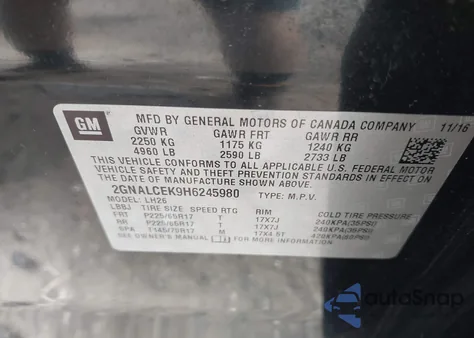 GM
MFD BY GENERAL MOTORS OF CANADA COMPANY 11/16
GVWR GAWR FRT GAWR RR
2250 KG 1175 KG 1240 KG
4960 LB 2590 LB 2733 LB
THIS VEHICLE CONFORMS TO ALL APPLICABLE U.S. FEDERAL MOTOR
VEHICLE SAFETY AND THEFT PREVENTION
STANDARDS IN EFFECT ON THE DATE OF MANUFACTURE SHOWN ABOVE.
2GNALCEK9H6245980 TYPE: M.P.V.
MODEL: LH26
LBBJ TIRE SIZE SPEED RTG RIM COLD TIRE PRESSURE
FRT P225/65R17 T 17X7J 240KPA(35PSI)
RR P225/65R17 T 17X7J 240KPA(35PSI)
SPA T145/70R17 M 17X4.5T 420KPA(60PSI)
SEE OWNER'S MANUAL FOR ADDITIONAL INFORMATION
autoSnap